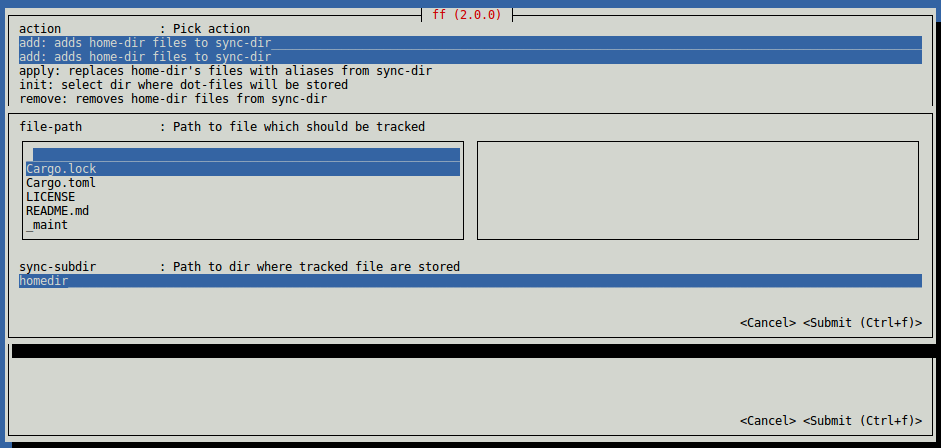 ff (2.0.0)
action : Pick action
add: adds home-dir files to sync-dir
add: adds home-dir files to sync-dir
apply: replaces home-dir's files with aliases from sync-dir
init: select dir where dot-files will be stored
remove: removes home-dir files from sync-dir
file-path : Path to file which should be tracked
Cargo.lock
Cargo.toml
LICENSE
README.md
_maint
sync-subdir : Path to dir where tracked file are stored
homedir
<Cancel> <Submit (Ctrl+f)>
<Cancel> <Submit (Ctrl+f)>